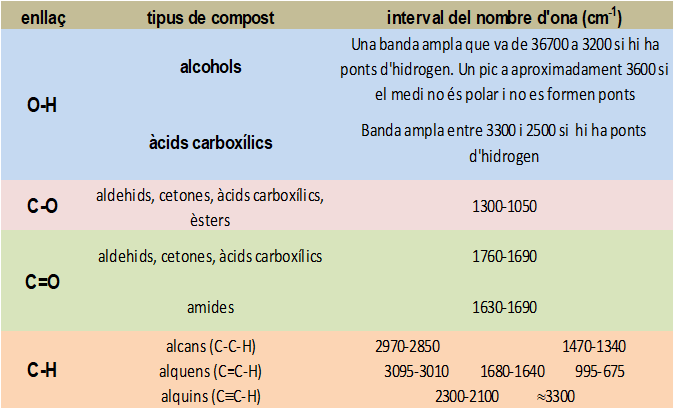 enllaç tipus de compost interval del nombre d'ona (cm⁻¹)
O-H
alcohols
Una banda ampla que va de 36700 a 3200 si hi ha
ponts d'hidrogen. Un pic a aproximadament 3600 si
el medi no és polar i no es formen ponts
àcids carboxílics
Banda ampla entre 3300 i 2500 si hi ha ponts
d'hidrogen
C-O
aldehids, cetones, àcids carboxílics,
èsters
1300-1050
C=O
aldehids, cetones, àcids carboxílics 1760-1690
amides 1630-1690
C-H
alcans (C-C-H) 2970-2850 1470-1340
alquens (C=C-H) 3095-3010 1680-1640 995-675
alquins (C≡C-H) 2300-2100 ≈3300